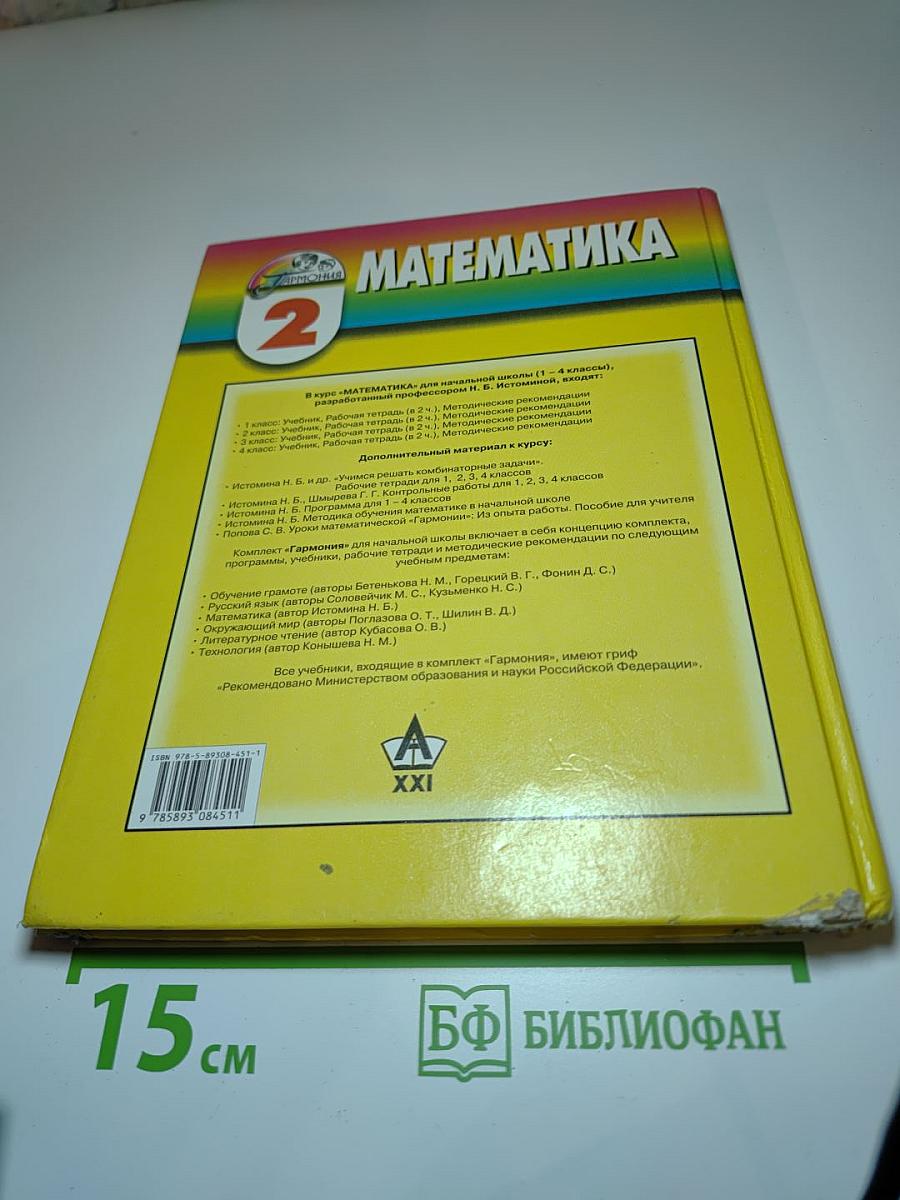 Гармония
2
МАТЕМАТИКА
В курс «МАТЕМАТИКА» для начальной школы (1 – 4 классы),
разработанный профессором Н. Б. Истоминой, входят:
• 1 класс: Учебник, Рабочая тетрадь (в 2 ч.), Методические рекомендации
• 2 класс: Учебник, Рабочая тетрадь (в 2 ч.), Методические рекомендации
• 3 класс: Учебник, Рабочая тетрадь (в 2 ч.), Методические рекомендации
• 4 класс: Учебник, Рабочая тетрадь (в 2 ч.), Методические рекомендации
Дополнительный материал к курсу:
• Истомина Н. Б. и др. «Учимся решать комбинаторные задачи».
Рабочие тетради для 1, 2, 3, 4 классов
• Истомина Н. Б., Шмырева Г. Г. Контрольные работы для 1, 2, 3, 4 классов
• Истомина Н. Б. Программа для 1 – 4 классов
• Истомина Н. Б. Методика обучения математике в начальной школе
• Попова С. В. Уроки математической «Гармонии»: Из опыта работы. Пособие для учителя
Комплект «Гармония» для начальной школы включает в себя концепцию комплекта,
программы, учебники, рабочие тетради и методические рекомендации по следующим
учебным предметам:
• Обучение грамоте (авторы Бетенькова Н. М., Горецкий В. Г., Фонин Д. С.)
• Русский язык (авторы Соловейчик М. С., Кузьменко Н. С.)
• Математика (автор Истомина Н. Б.)
• Окружающий мир (авторы Поглазова О. Т., Шилин В. Д.)
• Литературное чтение (автор Кубасова О. В.)
• Технология (автор Конышева Н. М.)
Все учебники, входящие в комплект «Гармония», имеют гриф
«Рекомендовано Министерством образования и науки Российской Федерации».
А
XXI
ISBN 978-5-89308-451-1
9 785893 084511
15 см
БФ БИБЛИОФАН